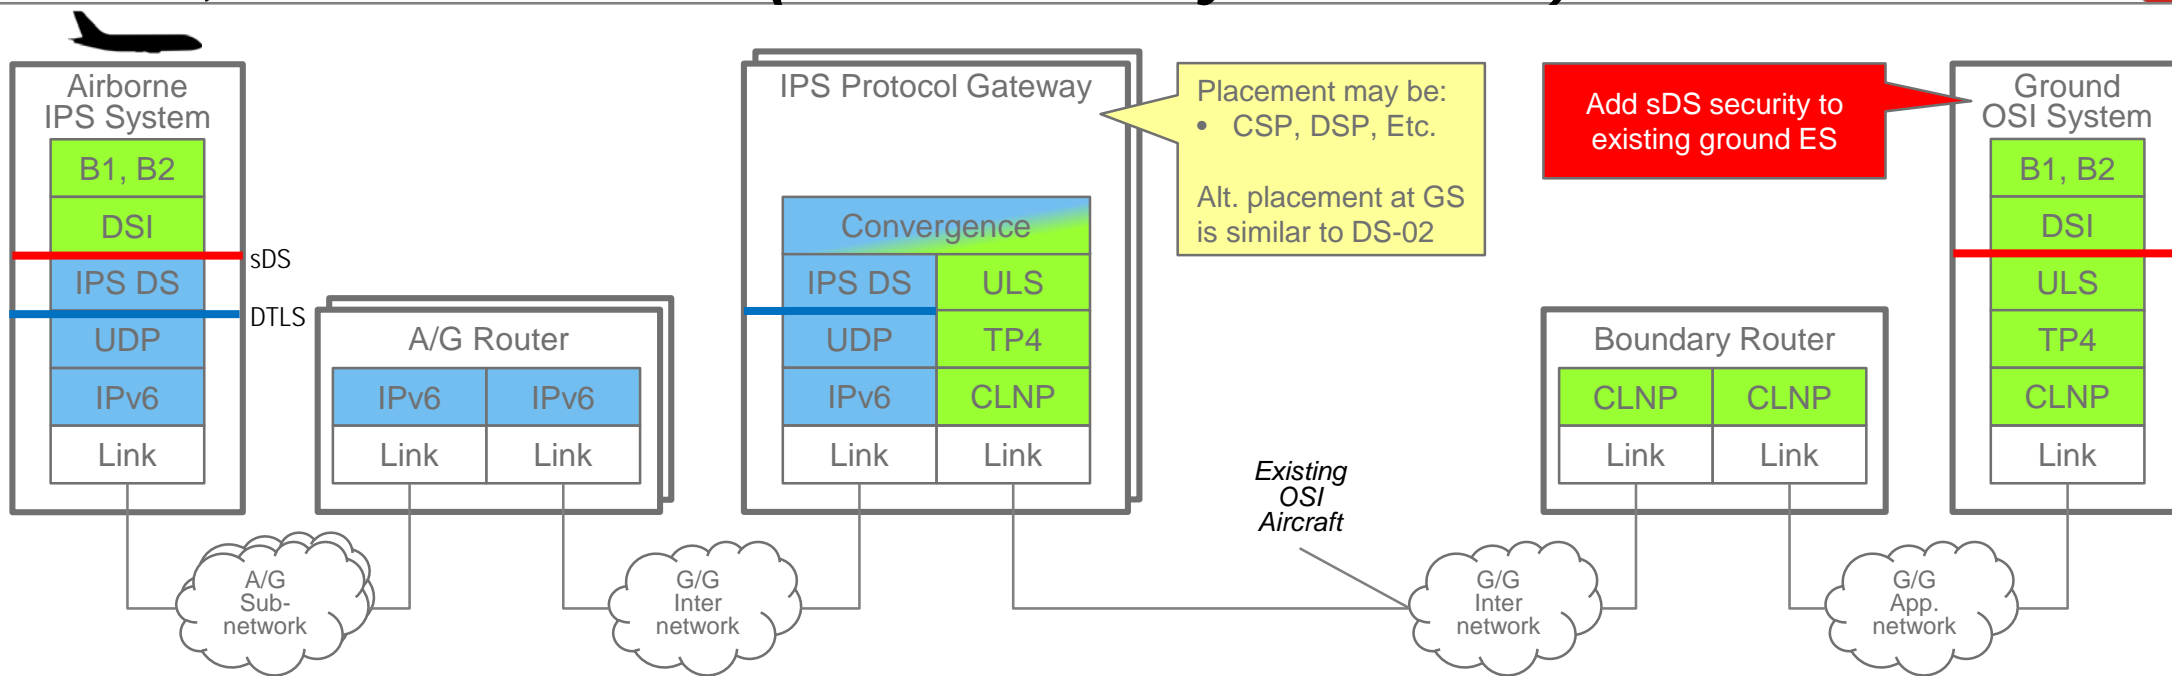 Airborne
IPS System
B1, B2
DSI
IPS DS
UDP
IPv6
Link
sDS
DTLS
A/G Router
IPv6
IPv6
Link
Link
IPS Protocol Gateway
Convergence
IPS DS
ULS
UDP
TP4
IPv6
CLNP
Link
Link
Placement may be:
• CSP, DSP, Etc.
Alt. placement at GS
is similar to DS-02
Add sDS security to
existing ground ES
Boundary Router
CLNP
CLNP
Link
Link
Ground
OSI System
B1, B2
DSI
ULS
TP4
CLNP
Link
Existing
OSI
Aircraft
A/G
Sub-
network
G/G
Inter
network
G/G
Inter
network
G/G
App.
network